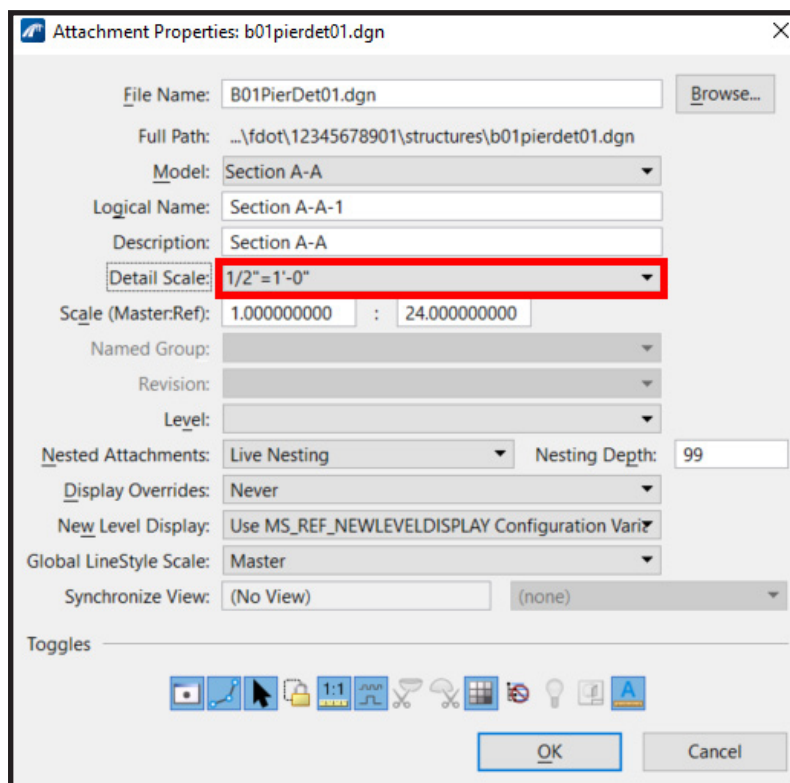 Attachment Properties: b01pierdet01.dgn
File Name: B01PierDet01.dgn Browse...
Full Path: ...\fdot\12345678901\structures\b01pierdet01.dgn
Model: Section A-A
Logical Name: Section A-A-1
Description: Section A-A
Detail Scale: 1/2"=1'-0"
Scale (Master:Ref): 1.000000000 : 24.000000000
Named Group:
Revision:
Level:
Nested Attachments: Live Nesting Nesting Depth: 99
Display Overrides: Never
New Level Display: Use MS_REF_NEWLEVELDISPLAY Configuration
Global LineStyle Scale: Master
Synchronize View: (No View) (none)
Toggles
1:1 A
OK Cancel